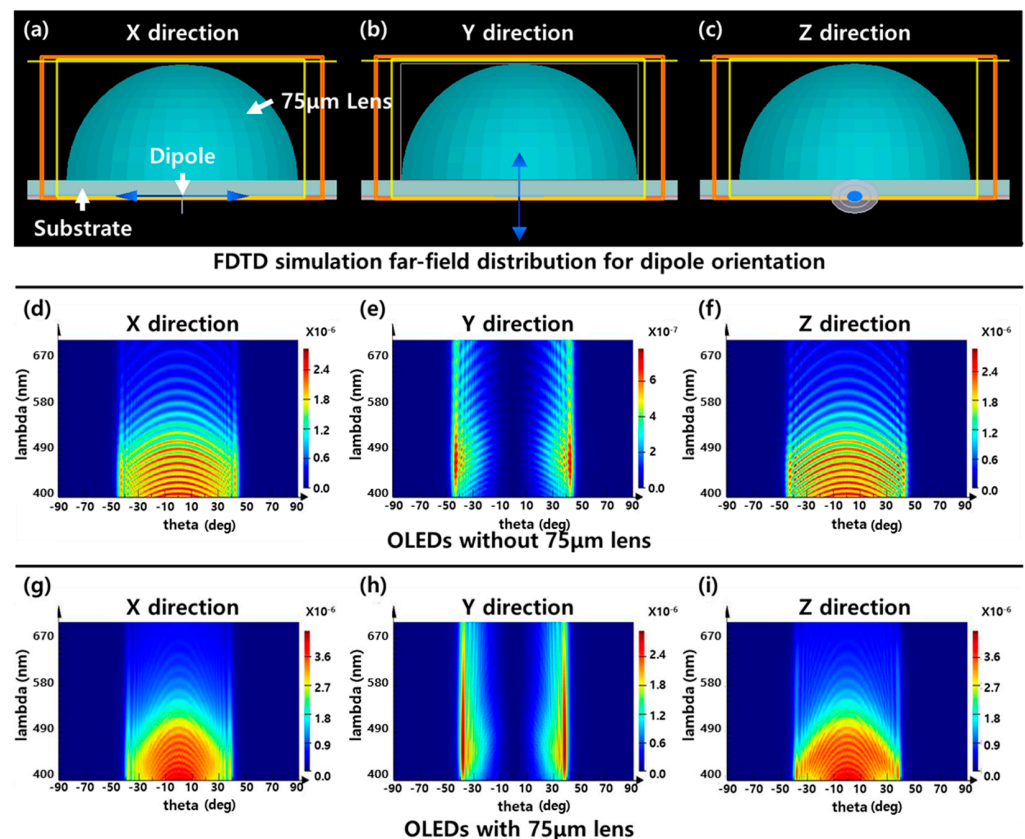 (a) X direction (b) Y direction (c) Z direction
75μm Lens
Dipole
Substrate
FDTD simulation far-field distribution for dipole orientation
(d) X direction (e) Y direction (f) Z direction
X10-6 X10-7 X10-6
lambda (nm) 670 580 490 400
2.4 1.8 1.2 0.6 0.0
-90 -70 -50 -30 -10 10 30 50 70 90
theta (deg)
lambda (nm) 670 580 490 400
6 4 2 0
-90 -70 -50 -30 -10 10 30 50 70 90
theta (deg)
lambda (nm) 670 580 490 400
2.4 1.8 1.2 0.6 0.0
-90 -70 -50 -30 -10 10 30 50 70 90
theta (deg)
OLEDs without 75μm lens
(g) X direction (h) Y direction (i) Z direction
X10-6 X10-6 X10-6
lambda (nm) 670 580 490 400
3.6 2.7 1.8 0.9 0.0
-90 -70 -50 -30 -10 10 30 50 70 90
theta (deg)
lambda (nm) 670 580 490 400
2.4 1.8 1.2 0.6 0.0
-90 -70 -50 -30 -10 10 30 50 70 90
theta (deg)
lambda (nm) 670 580 490 400
3.6 2.7 1.8 0.9 0.0
-90 -70 -50 -30 -10 10 30 50 70 90
theta (deg)
OLEDs with 75μm lens